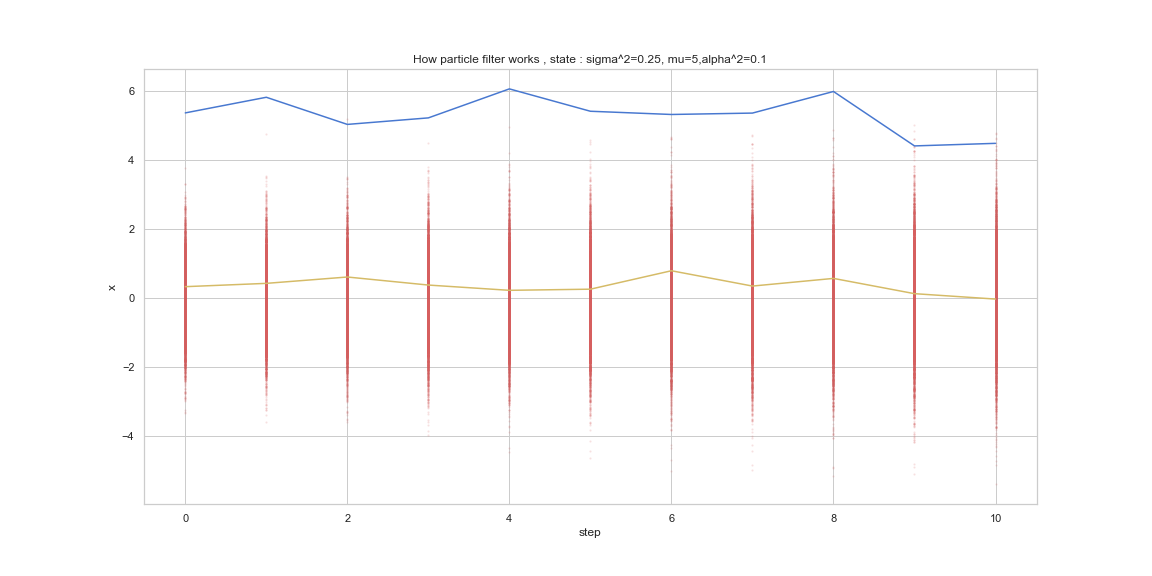 How particle filter works , state : sigma^2=0.25, mu=5,alpha^2=0.1
6
4
2
0
−2
−4
x
0 2 4 6 8 10
step